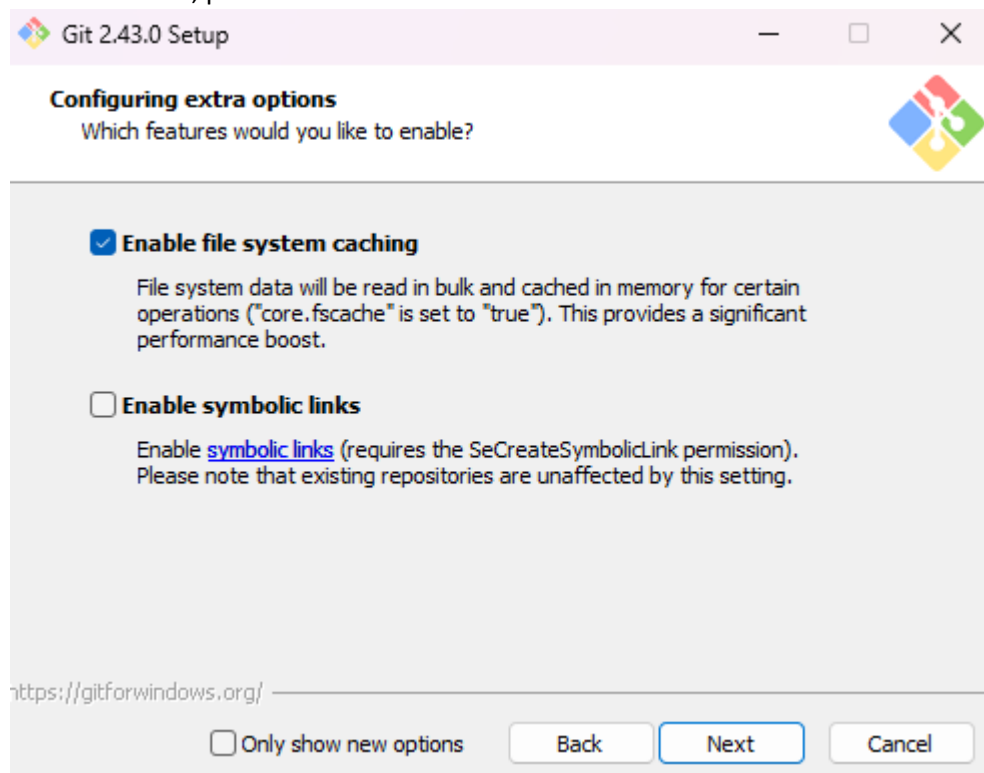 Git 2.43.0 Setup
Configuring extra options
Which features would you like to enable?
Enable file system caching
File system data will be read in bulk and cached in memory for certain
operations ("core.fscache" is set to "true"). This provides a significant
performance boost.
Enable symbolic links
Enable symbolic links (requires the SeCreateSymbolicLink permission).
Please note that existing repositories are unaffected by this setting.
https://gitforwindows.org/
Only show new options
Back
Next
Cancel